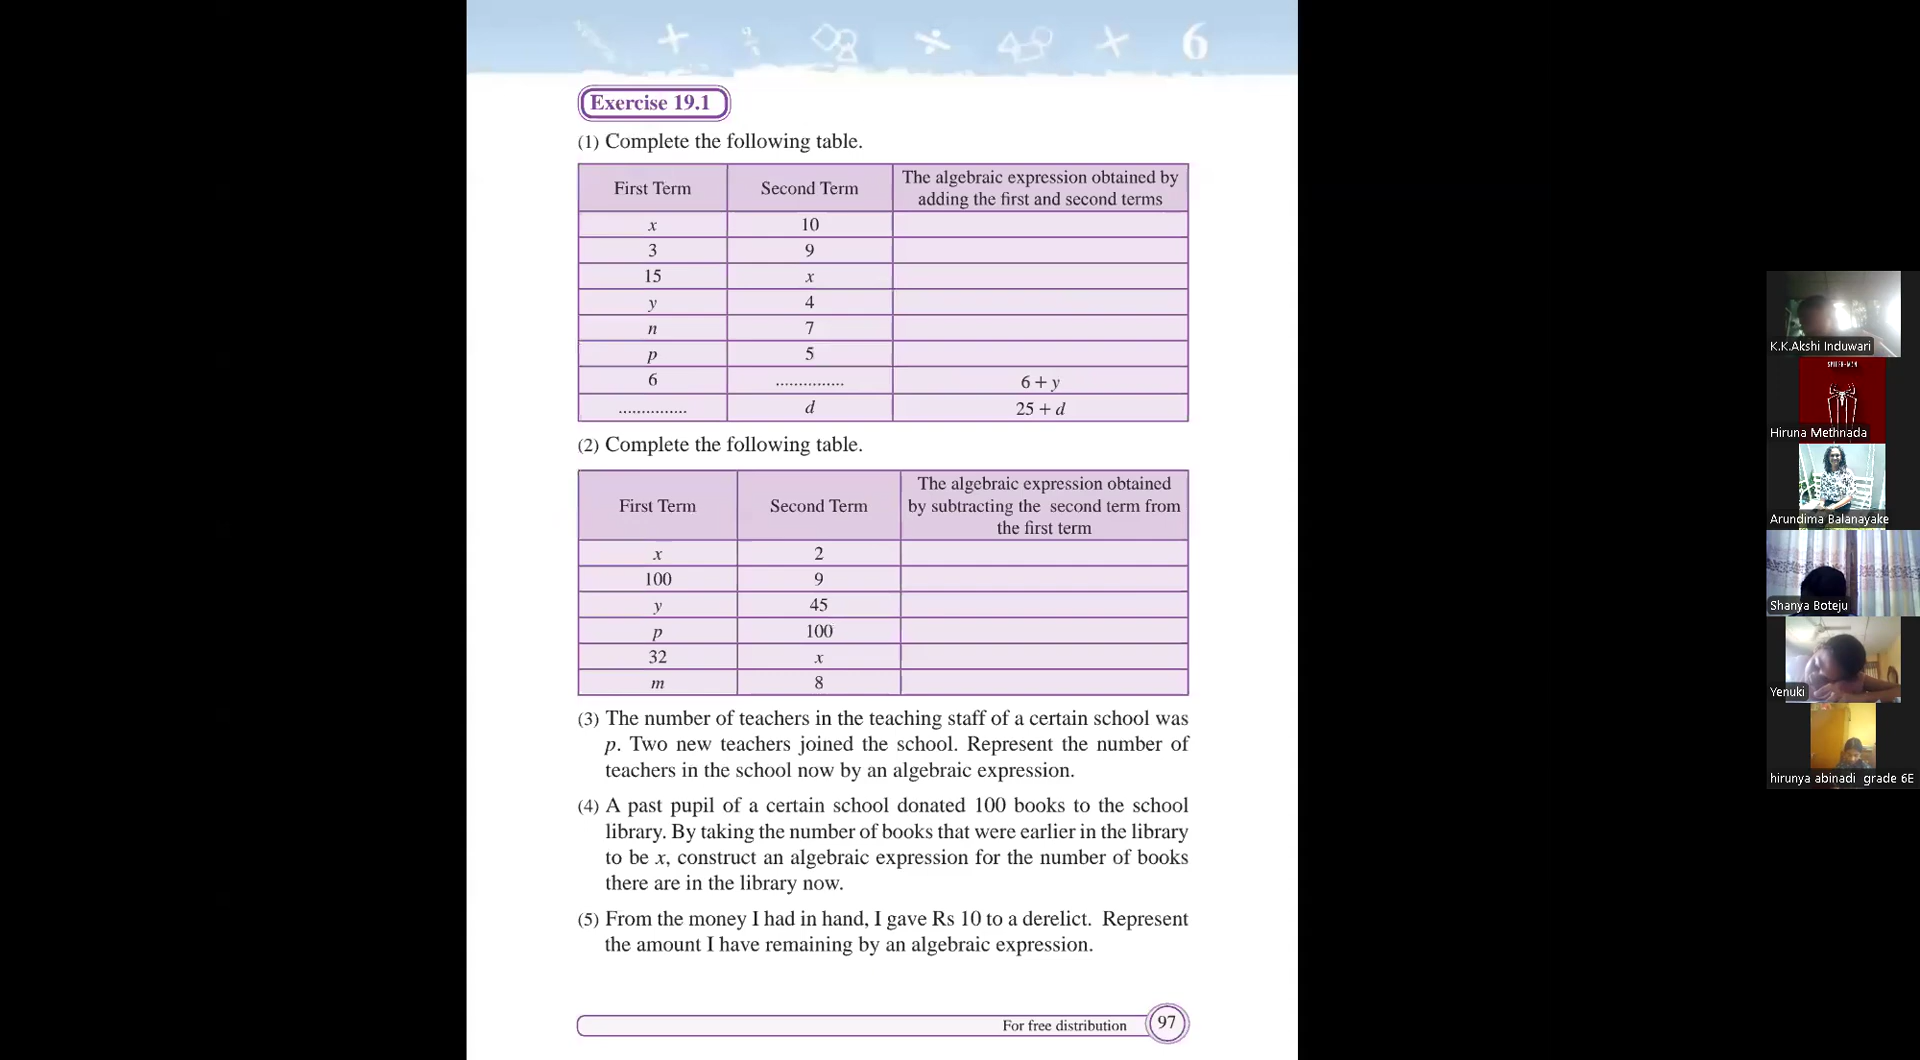 6
Exercise 19.1
(1) Complete the following table.
First Term Second Term The algebraic expression obtained by adding the first and second terms
x 10
3 9
15 x
y 4
n 7
p 5
6 ............... 6 + y
............... d 25 + d
(2) Complete the following table.
First Term Second Term The algebraic expression obtained by subtracting the second term from the first term
x 2
100 9
y 45
p 100
32 x
m 8
(3) The number of teachers in the teaching staff of a certain school was
p. Two new teachers joined the school. Represent the number of
teachers in the school now by an algebraic expression.
(4) A past pupil of a certain school donated 100 books to the school
library. By taking the number of books that were earlier in the library
to be x, construct an algebraic expression for the number of books
there are in the library now.
(5) From the money I had in hand, I gave Rs 10 to a derelict. Represent
the amount I have remaining by an algebraic expression.
For free distribution 97
K.K.Akshi Induwari
SPIDER-MAN
Hiruna Methnada
Arundima Balanayake
Shanya Boteju
Yenuki
hirunya abinadi grade 6E